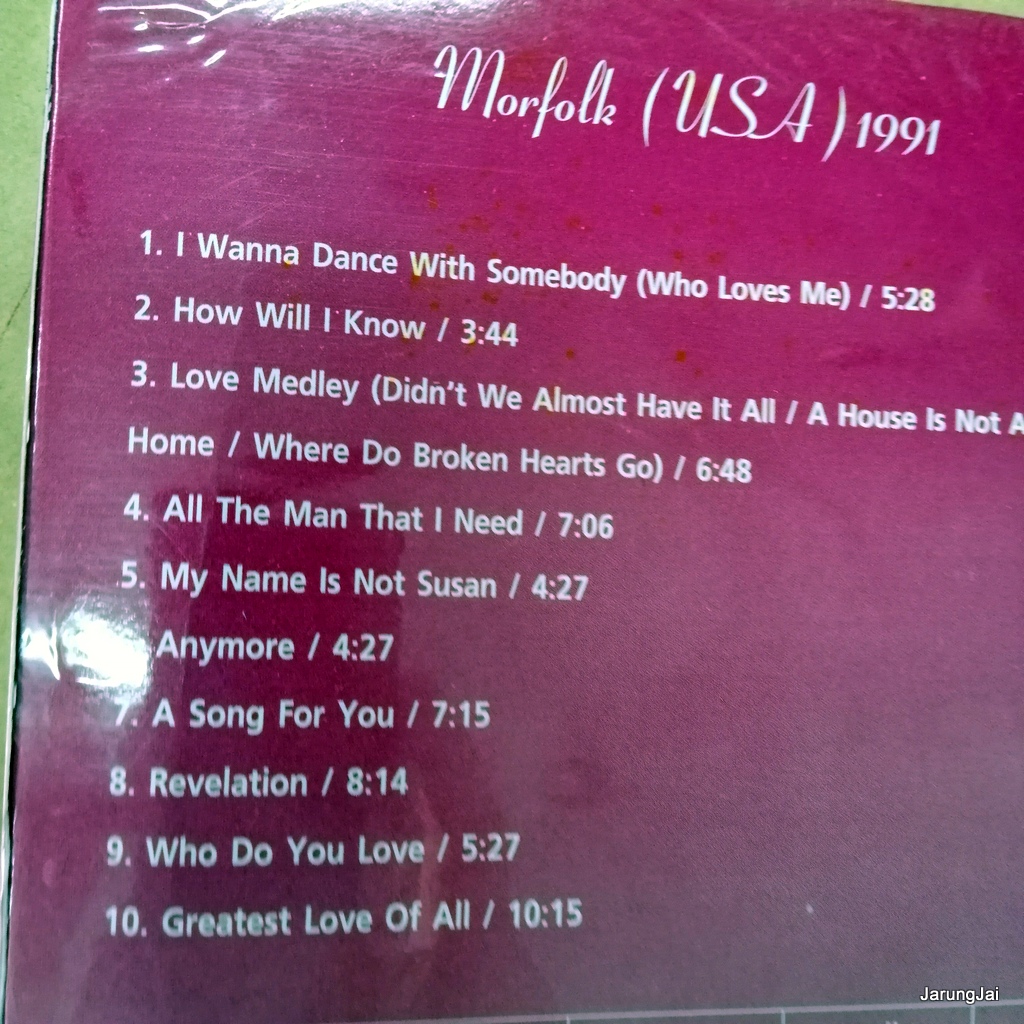 Morfolk (USA) 1991
1. I Wanna Dance With Somebody (Who Loves Me) / 5:28
2. How Will I Know / 3:44
3. Love Medley (Didn't We Almost Have It All / A House Is Not A
Home / Where Do Broken Hearts Go) / 6:48
4. All The Man That I Need / 7:06
5. My Name Is Not Susan / 4:27
Anymore / 4:27
7. A Song For You / 7:15
8. Revelation / 8:14
9. Who Do You Love / 5:27
10. Greatest Love Of All / 10:15
JarungJai